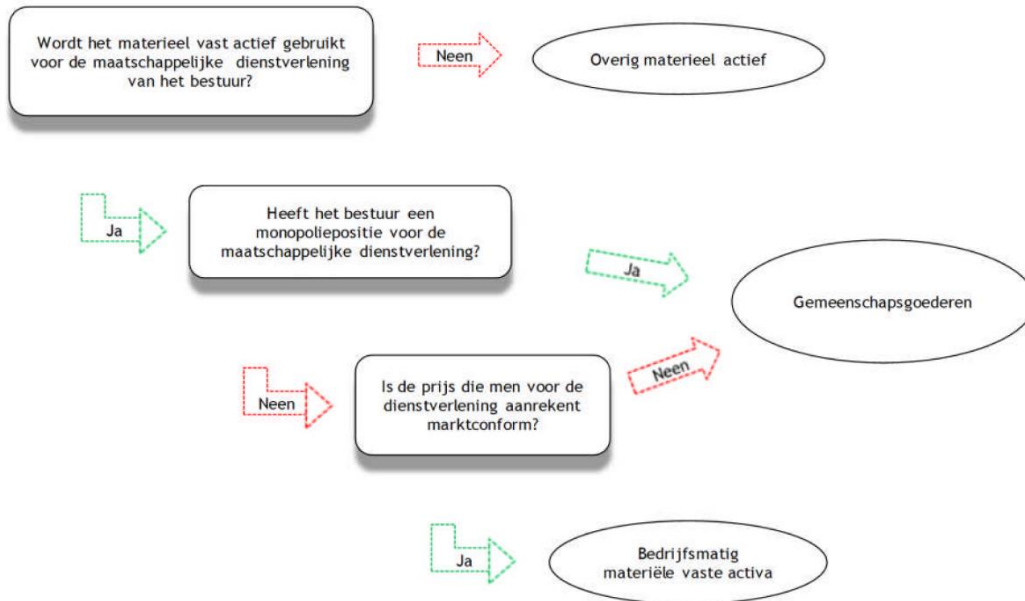 Wordt het materieel vast actief gebruikt
voor de maatschappelijke dienstverlening
van het bestuur?
Neen
Overig materieel actief
Ja
Heeft het bestuur een
monopoliepositie voor de
maatschappelijke dienstverlening?
Ja
Gemeenschapsgoederen
Neen
Is de prijs die men voor de
dienstverlening aanrekent
marktconform?
Neen
Ja
Bedrijfsmatig
materiële vaste activa